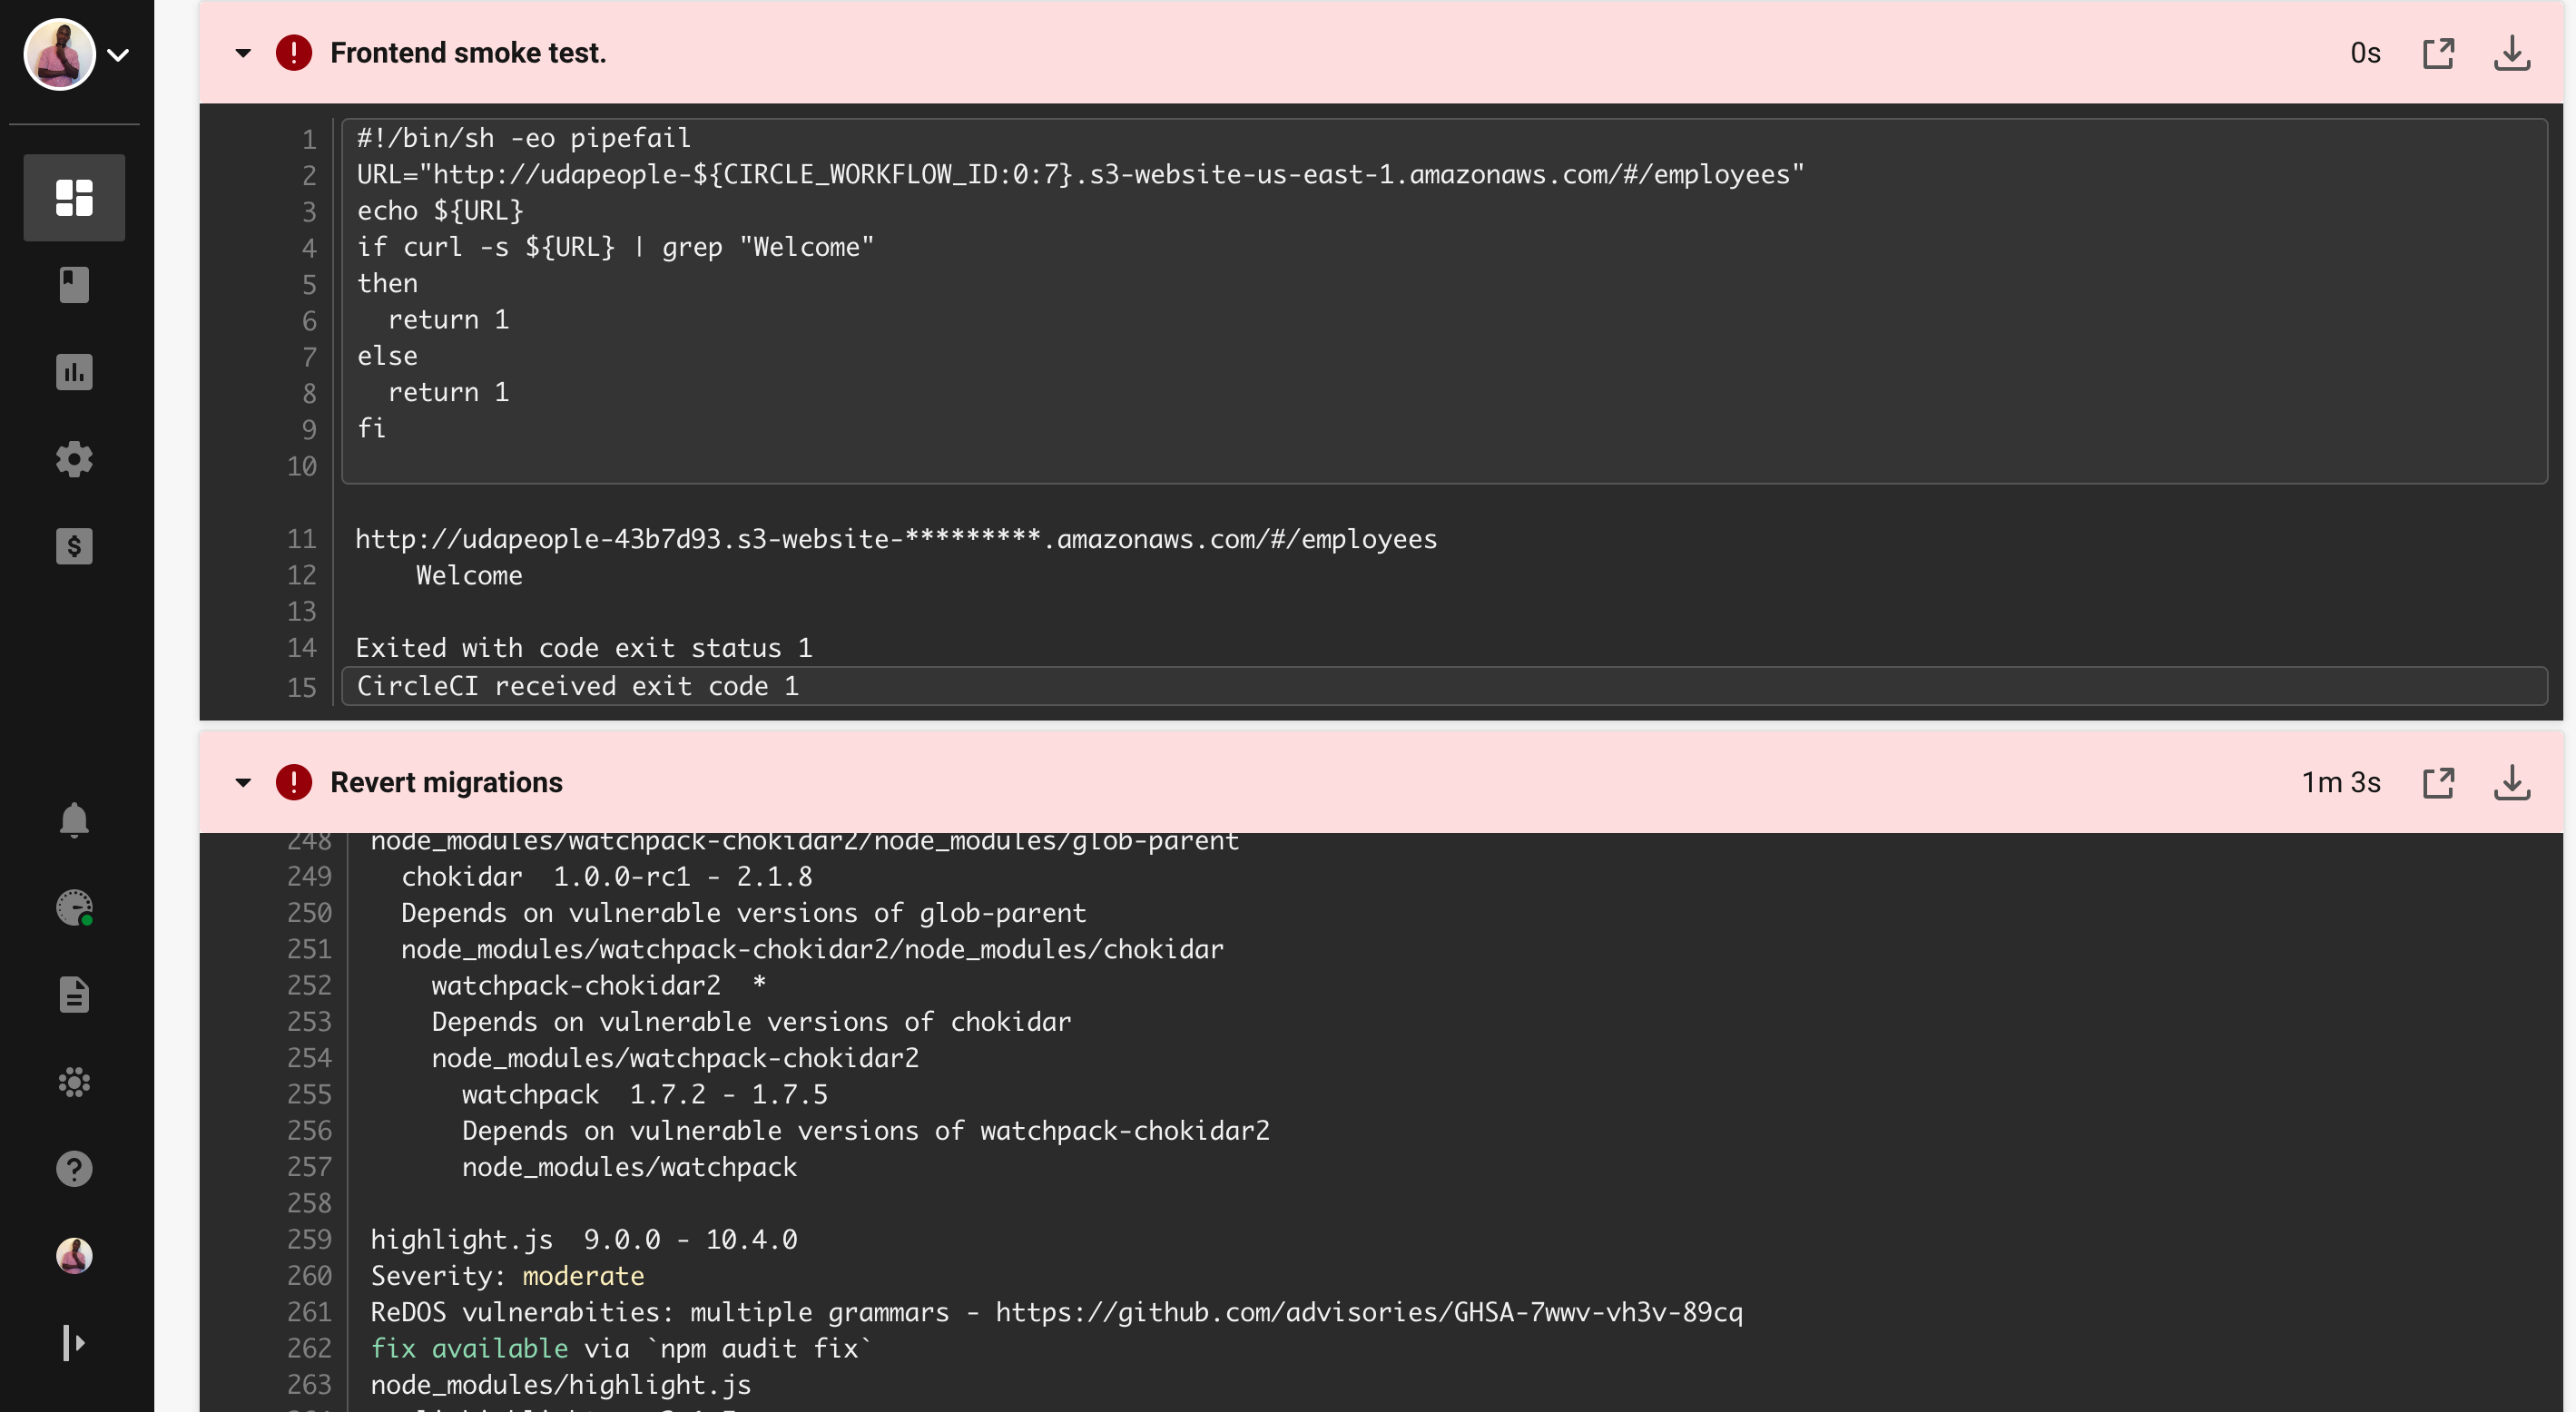 Frontend smoke test.
0s
1 #!/bin/sh -eo pipefail
2 URL="http://udapeople-${CIRCLE_WORKFLOW_ID:0:7}.s3-website-us-east-1.amazonaws.com/#/employees"
3 echo ${URL}
4 if curl -s ${URL} | grep "Welcome"
5 then
6   return 1
7 else
8   return 1
9 fi
10
11 http://udapeople-43b7d93.s3-website-*********.amazonaws.com/#/employees
12     Welcome
13
14 Exited with code exit status 1
15 CircleCI received exit code 1
Revert migrations
1m 3s
248 node_modules/watchpack-chokidar2/node_modules/glob-parent
249   chokidar  1.0.0-rc1 - 2.1.8
250   Depends on vulnerable versions of glob-parent
251   node_modules/watchpack-chokidar2/node_modules/chokidar
252     watchpack-chokidar2  *
253     Depends on vulnerable versions of chokidar
254     node_modules/watchpack-chokidar2
255       watchpack  1.7.2 - 1.7.5
256       Depends on vulnerable versions of watchpack-chokidar2
257       node_modules/watchpack
258
259 highlight.js  9.0.0 - 10.4.0
260 Severity: moderate
261 ReDOS vulnerabities: multiple grammars - https://github.com/advisories/GHSA-7wwv-vh3v-89cq
262 fix available via `npm audit fix`
263 node_modules/highlight.js